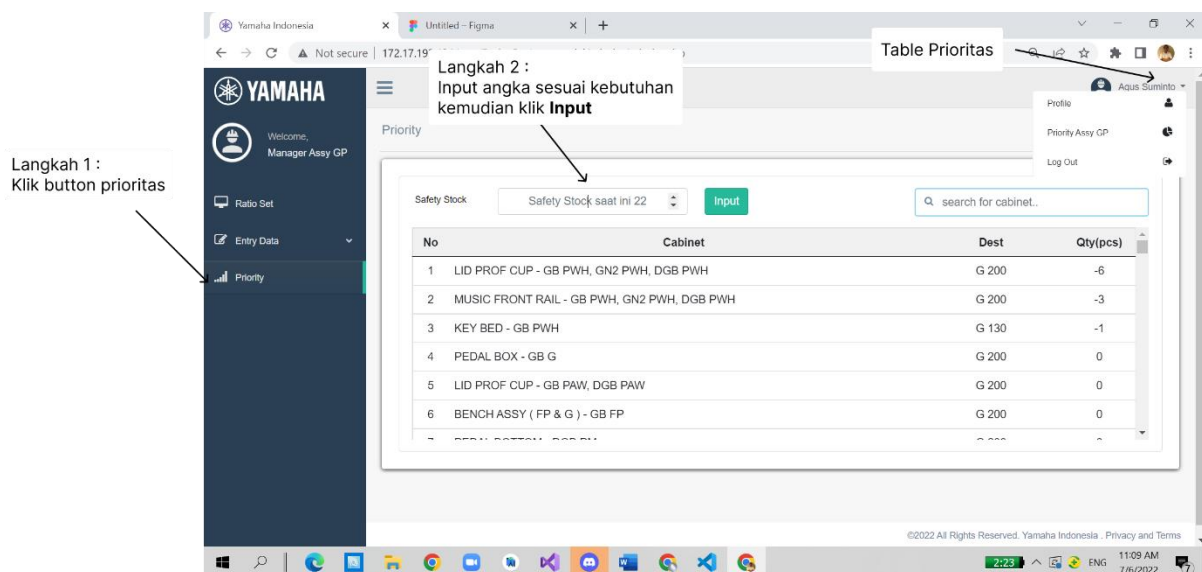 Yamaha Indonesia
Untitled – Figma
Not secure
172.17.19
Table Prioritas
Langkah 2 :
Input angka sesuai kebutuhan
kemudian klik Input
YAMAHA
Agus Suminto
Profile
Priority Assy GP
Log Out
Welcome,
Manager Assy GP
Priority
Langkah 1 :
Klik button prioritas
Ratio Set
Entry Data
Priority
Safety Stock
Safety Stock saat ini 22
Input
search for cabinet..
No Cabinet Dest Qty(pcs)
1 LID PROF CUP - GB PWH, GN2 PWH, DGB PWH G 200 -6
2 MUSIC FRONT RAIL - GB PWH, GN2 PWH, DGB PWH G 200 -3
3 KEY BED - GB PWH G 130 -1
4 PEDAL BOX - GB G G 200 0
5 LID PROF CUP - GB PAW, DGB PAW G 200 0
6 BENCH ASSY ( FP & G ) - GB FP G 200 0
©2022 All Rights Reserved. Yamaha Indonesia . Privacy and Terms
2:23
ENG
11:09 AM
7/6/2022